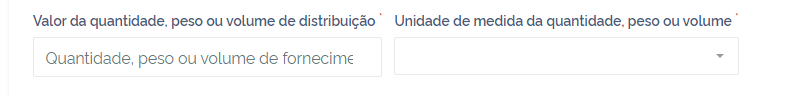 Valor da quantidade, peso ou volume de distribuição * Unidade de medida da quantidade, peso ou volume *
Quantidade, peso ou volume de fornecime